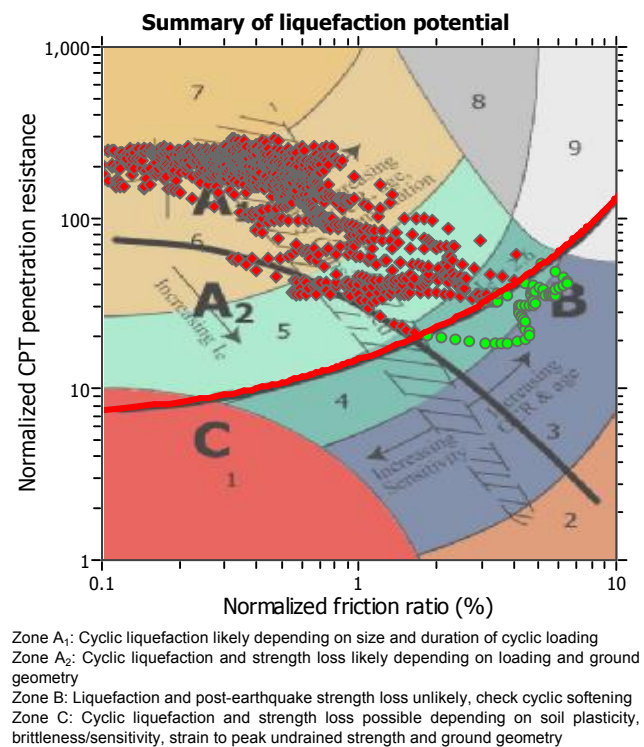 Summary of liquefaction potential
1,000
7
8
9
Normalized CPT penetration resistance
100
6
A2
B
Increasing Ic
5
10
4
Increasing
OCR & age
C
3
Increasing
Sensitivity
1
2
1
0.1
1
10
Normalized friction ratio (%)
Zone A1: Cyclic liquefaction likely depending on size and duration of cyclic loading
Zone A2: Cyclic liquefaction and strength loss likely depending on loading and ground
geometry
Zone B: Liquefaction and post-earthquake strength loss unlikely, check cyclic softening
Zone C: Cyclic liquefaction and strength loss possible depending on soil plasticity,
brittleness/sensitivity, strain to peak undrained strength and ground geometry